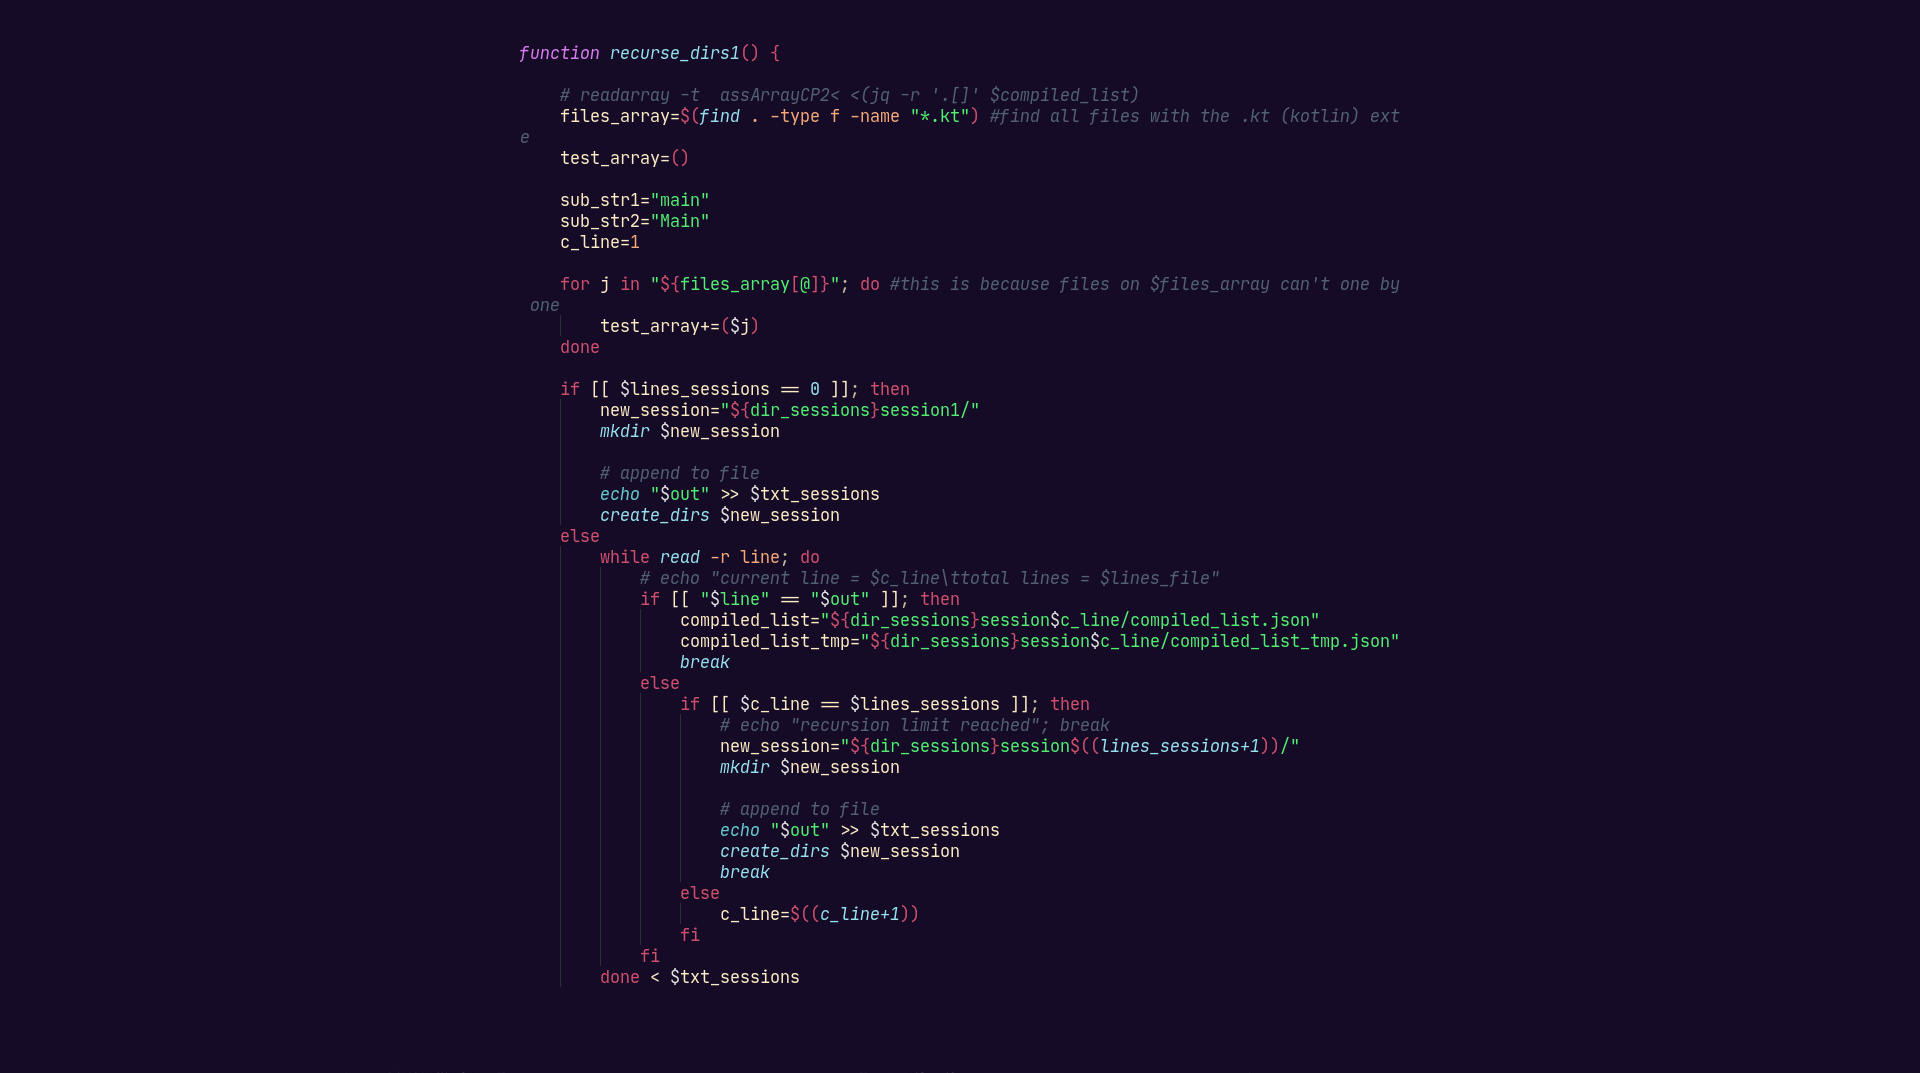 function recurse_dirs1() {
# readarray -t  assArrayCP2< <(jq -r '.[]' $compiled_list)
files_array=$(find . -type f -name "*.kt") #find all files with the .kt (kotlin) ext
e
test_array=()
sub_str1="main"
sub_str2="Main"
c_line=1
for j in "${files_array[@]}"; do #this is because files on $files_array can't one by
one
test_array+=($j)
done
if [[ $lines_sessions == 0 ]]; then
new_session="${dir_sessions}session1/"
mkdir $new_session
# append to file
echo "$out" >> $txt_sessions
create_dirs $new_session
else
while read -r line; do
# echo "current line = $c_line\ttotal lines = $lines_file"
if [[ "$line" == "$out" ]]; then
compiled_list="${dir_sessions}session$c_line/compiled_list.json"
compiled_list_tmp="${dir_sessions}session$c_line/compiled_list_tmp.json"
break
else
if [[ $c_line == $lines_sessions ]]; then
# echo "recursion limit reached"; break
new_session="${dir_sessions}session$((lines_sessions+1))/"
mkdir $new_session
# append to file
echo "$out" >> $txt_sessions
create_dirs $new_session
break
else
c_line=$((c_line+1))
fi
fi
done < $txt_sessions